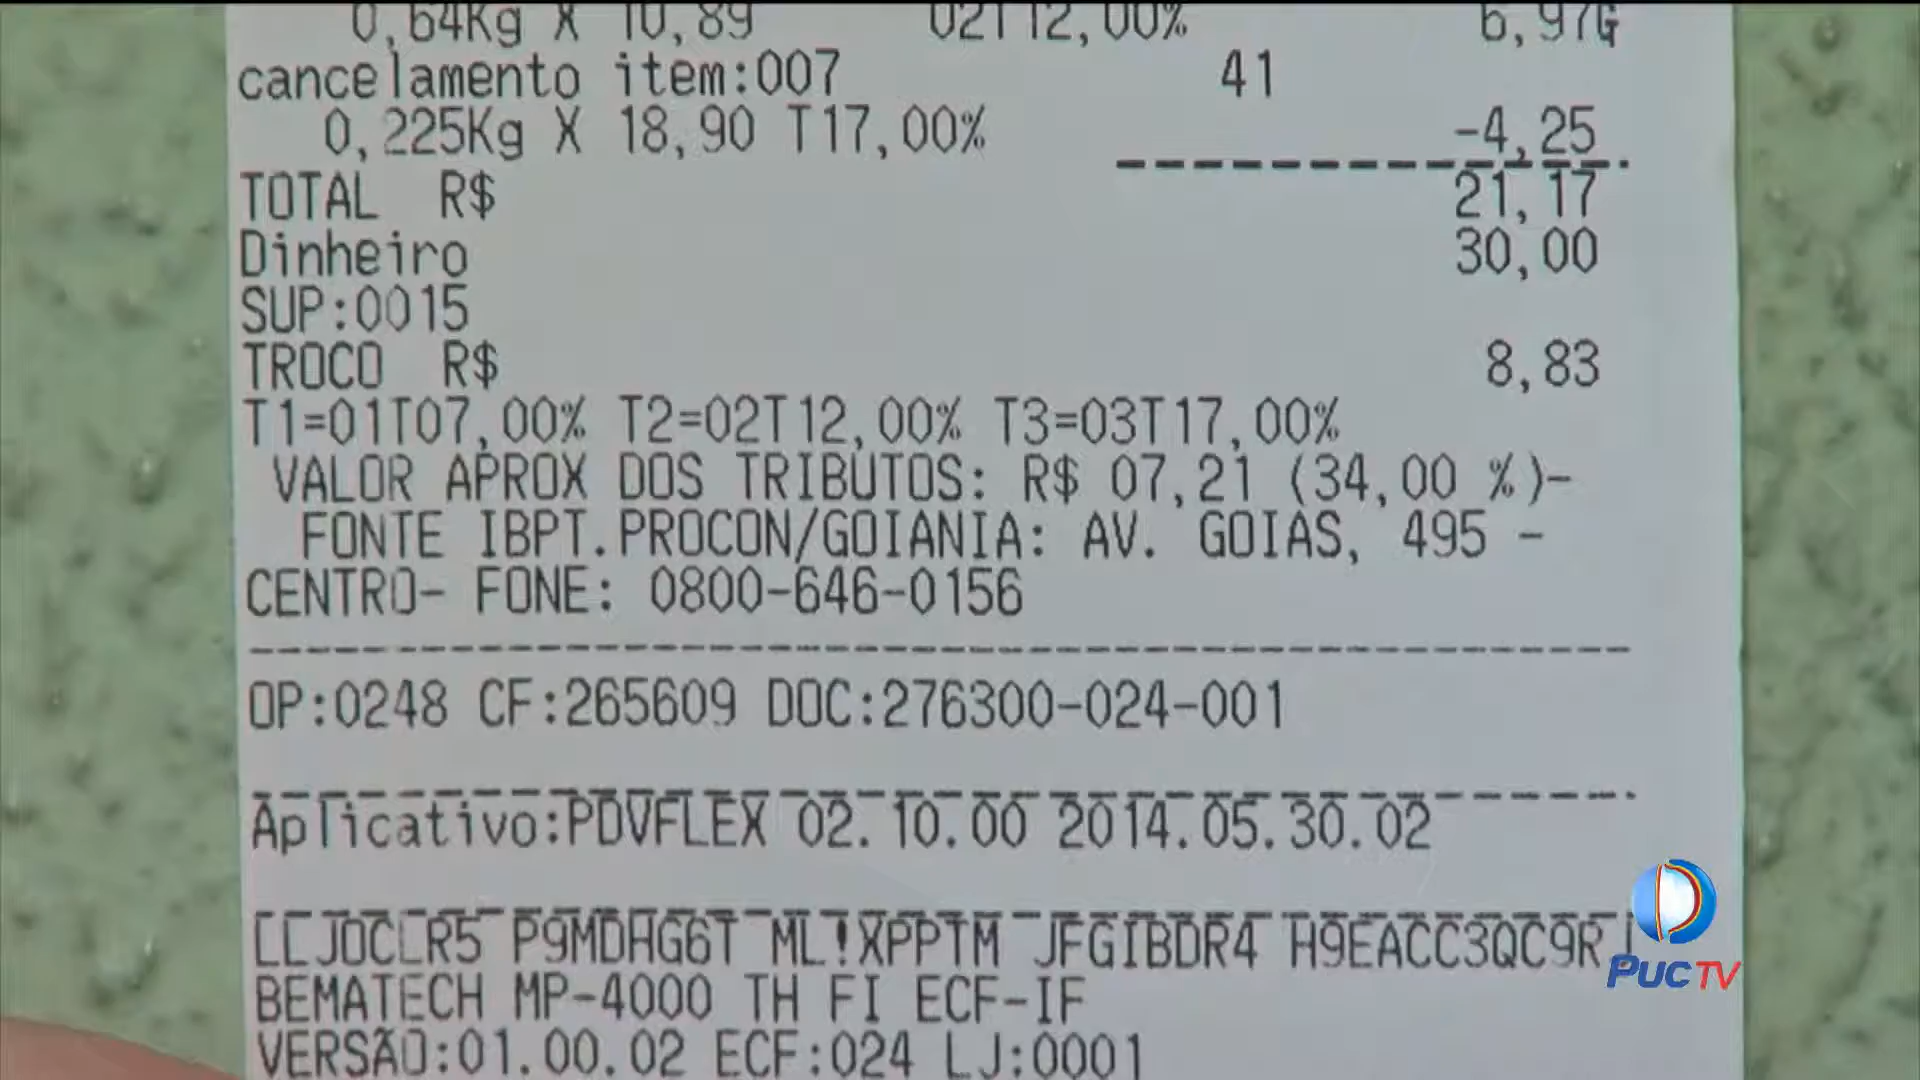 0,64Kg X 10,89 02T12,00% 6,97G
cancelamento item:007 41
0,225Kg X 18,90 T17,00% -4,25
TOTAL R$ 21,17
Dinheiro 30,00
SUP:0015
TROCO R$ 8,83
T1=01T07,00% T2=02T12,00% T3=03T17,00%
VALOR APROX DOS TRIBUTOS: R$ 07,21 (34,00 %)-
FONTE IBPT.PROCON/GOIANIA: AV. GOIAS, 495 -
CENTRO- FONE: 0800-646-0156
OP:0248 CF:265609 DOC:276300-024-001
Aplicativo:PDVFLEX 02.10.00 2014.05.30.02
P9MDHG6T ML!XPPTM JFGIBDR4
BEMATECH MP-4000 TH FI ECF-IF
VERSÃO:01.00.02 ECF:024 LJ:0001
PUC TV